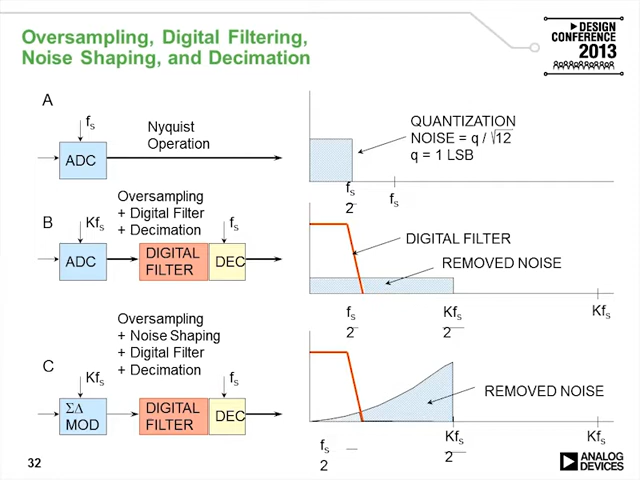 Oversampling, Digital Filtering,
Noise Shaping, and Decimation
DESIGN
CONFERENCE
2013
A
fS
ADC
Nyquist
Operation
QUANTIZATION
NOISE = q / √12
q = 1 LSB
fS
2
fS
B
Kfs
ADC
Oversampling
+ Digital Filter
+ Decimation
DIGITAL
FILTER
fS
DEC
DIGITAL FILTER
REMOVED NOISE
fS
2
KfS
2
KfS
C
KfS
ΣΔ
MOD
Oversampling
+ Noise Shaping
+ Digital Filter
+ Decimation
DIGITAL
FILTER
fS
DEC
REMOVED NOISE
fS
2
KfS
2
KfS
32
ANALOG
DEVICES